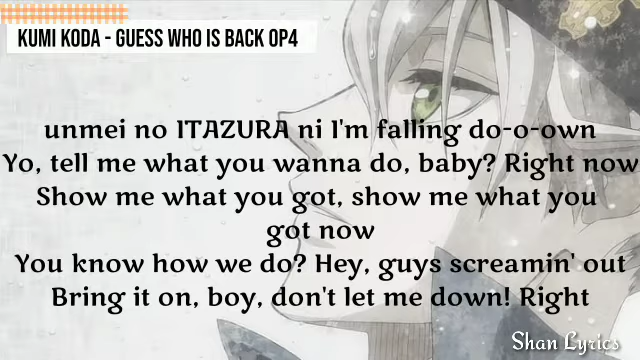 KUMI KODA - GUESS WHO IS BACK OP4
unmei no ITAZURA ni I'm falling do-o-own
Yo, tell me what you wanna do, baby? Right now
Show me what you got, show me what you
got now
You know how we do? Hey, guys screamin' out
Bring it on, boy, don't let me down! Right
Shan Lyrics